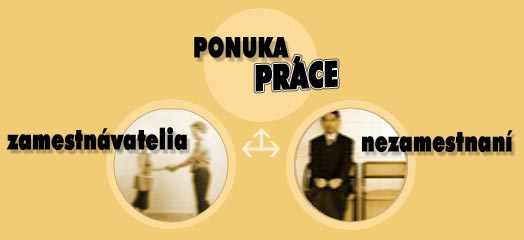 PONUKA
PRÁCE
zamestnávatelia
nezamestnaní